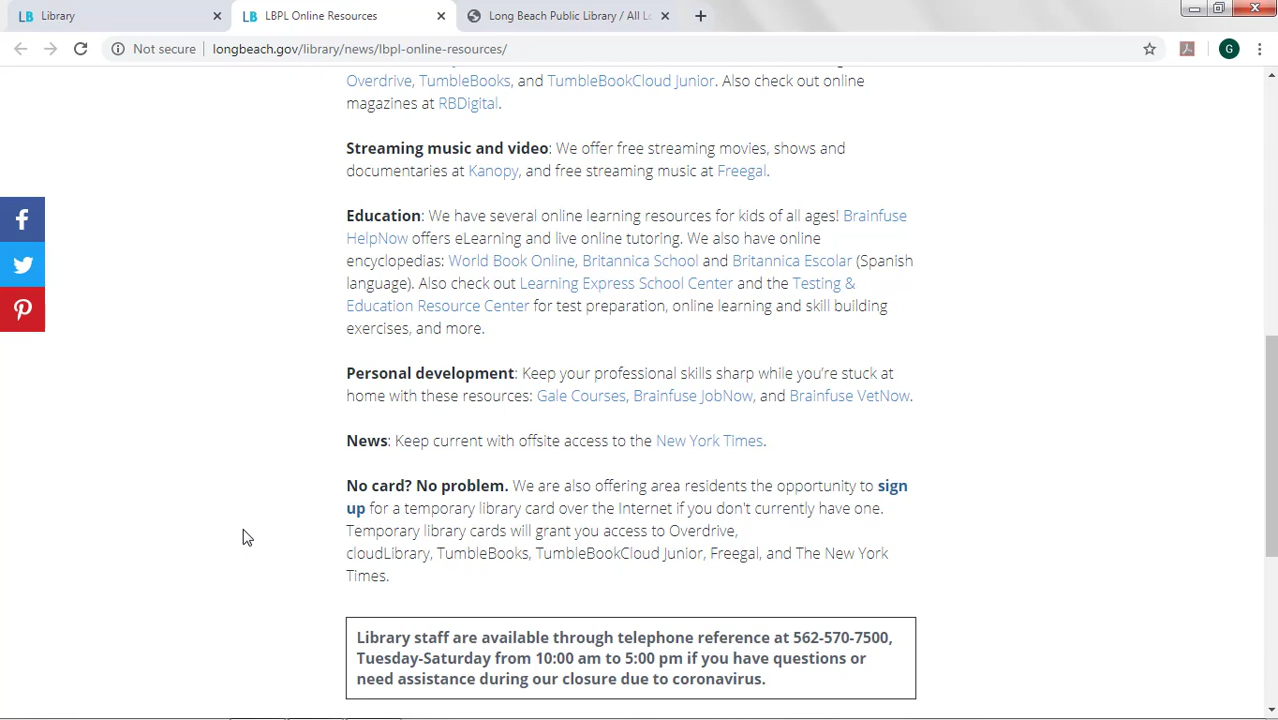 Library
LBPL Online Resources
Long Beach Public Library / All Lo
Not secure
longbeach.gov/library/news/lbpl-online-resources/
G
Overdrive, TumbleBooks, and TumbleBookCloud Junior. Also check out online
magazines at RBDigital.
Streaming music and video: We offer free streaming movies, shows and
documentaries at Kanopy, and free streaming music at Freegal.
Education: We have several online learning resources for kids of all ages! Brainfuse
HelpNow offers eLearning and live online tutoring. We also have online
encyclopedias: World Book Online, Britannica School and Britannica Escolar (Spanish
language). Also check out Learning Express School Center and the Testing &
Education Resource Center for test preparation, online learning and skill building
exercises, and more.
Personal development: Keep your professional skills sharp while you're stuck at
home with these resources: Gale Courses, Brainfuse JobNow, and Brainfuse VetNow.
News: Keep current with offsite access to the New York Times.
No card? No problem. We are also offering area residents the opportunity to sign
up for a temporary library card over the Internet if you don't currently have one.
Temporary library cards will grant you access to Overdrive,
cloudLibrary, TumbleBooks, TumbleBookCloud Junior, Freegal, and The New York
Times.
Library staff are available through telephone reference at 562-570-7500,
Tuesday-Saturday from 10:00 am to 5:00 pm if you have questions or
need assistance during our closure due to coronavirus.